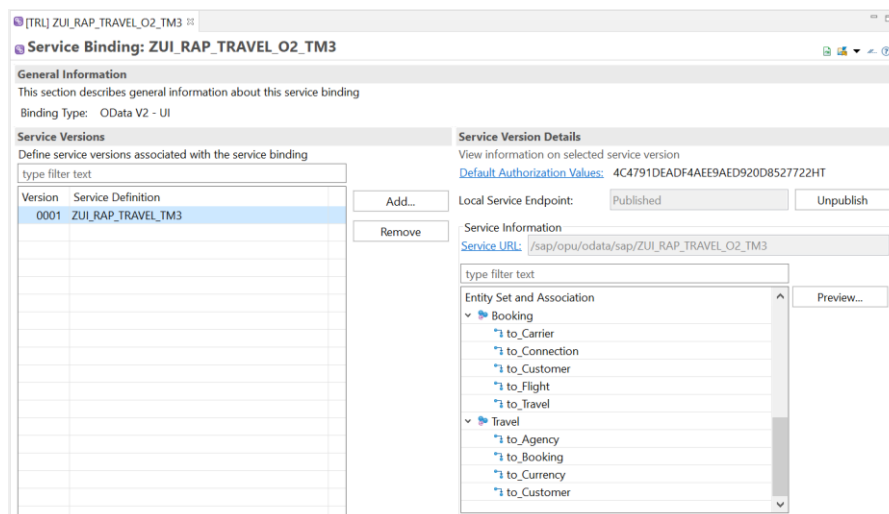 [TRL] ZUI_RAP_TRAVEL_O2_TM3
Service Binding: ZUI_RAP_TRAVEL_O2_TM3
General Information
This section describes general information about this service binding
Binding Type: OData V2 - UI
Service Versions
Define service versions associated with the service binding
type filter text
Version Service Definition
0001 ZUI_RAP_TRAVEL_TM3
Add...
Remove
Service Version Details
View information on selected service version
Default Authorization Values: 4C4791DEADF4AEE9AED920D8527722HT
Local Service Endpoint: Published Unpublish
Service Information
Service URL: /sap/opu/odata/sap/ZUI_RAP_TRAVEL_O2_TM3
type filter text
Entity Set and Association
Preview...
Booking
to_Carrier
to_Connection
to_Customer
to_Flight
to_Travel
Travel
to_Agency
to_Booking
to_Currency
to_Customer